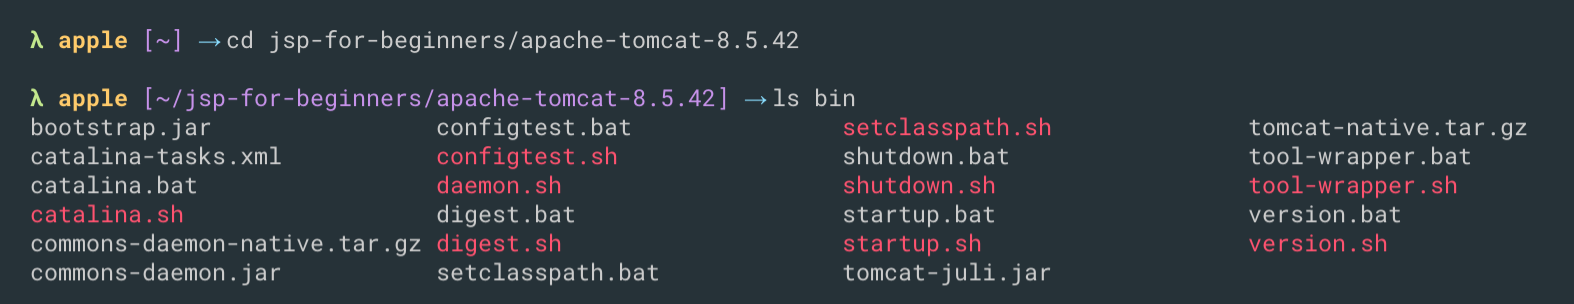 λ apple [~] →cd jsp-for-beginners/apache-tomcat-8.5.42
λ apple [~/jsp-for-beginners/apache-tomcat-8.5.42] →ls bin
bootstrap.jar configtest.bat setclasspath.sh tomcat-native.tar.gz
catalina-tasks.xml configtest.sh shutdown.bat tool-wrapper.bat
catalina.bat daemon.sh shutdown.sh tool-wrapper.sh
catalina.sh digest.bat startup.bat version.bat
commons-daemon-native.tar.gz digest.sh startup.sh version.sh
commons-daemon.jar setclasspath.bat tomcat-juli.jar